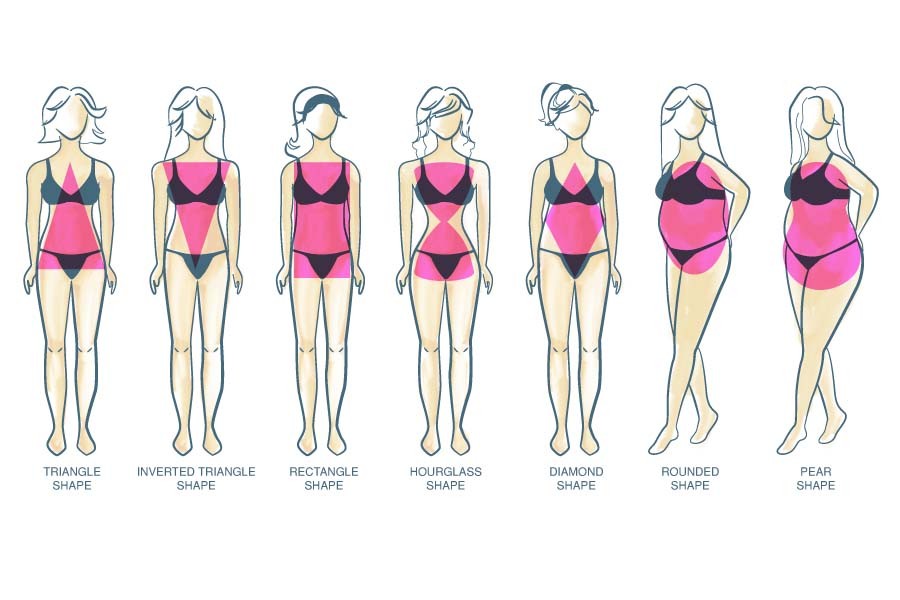 TRIANGLE
SHAPE
INVERTED TRIANGLE
SHAPE
RECTANGLE
SHAPE
HOURGLASS
SHAPE
DIAMOND
SHAPE
ROUNDED
SHAPE
PEAR
SHAPE